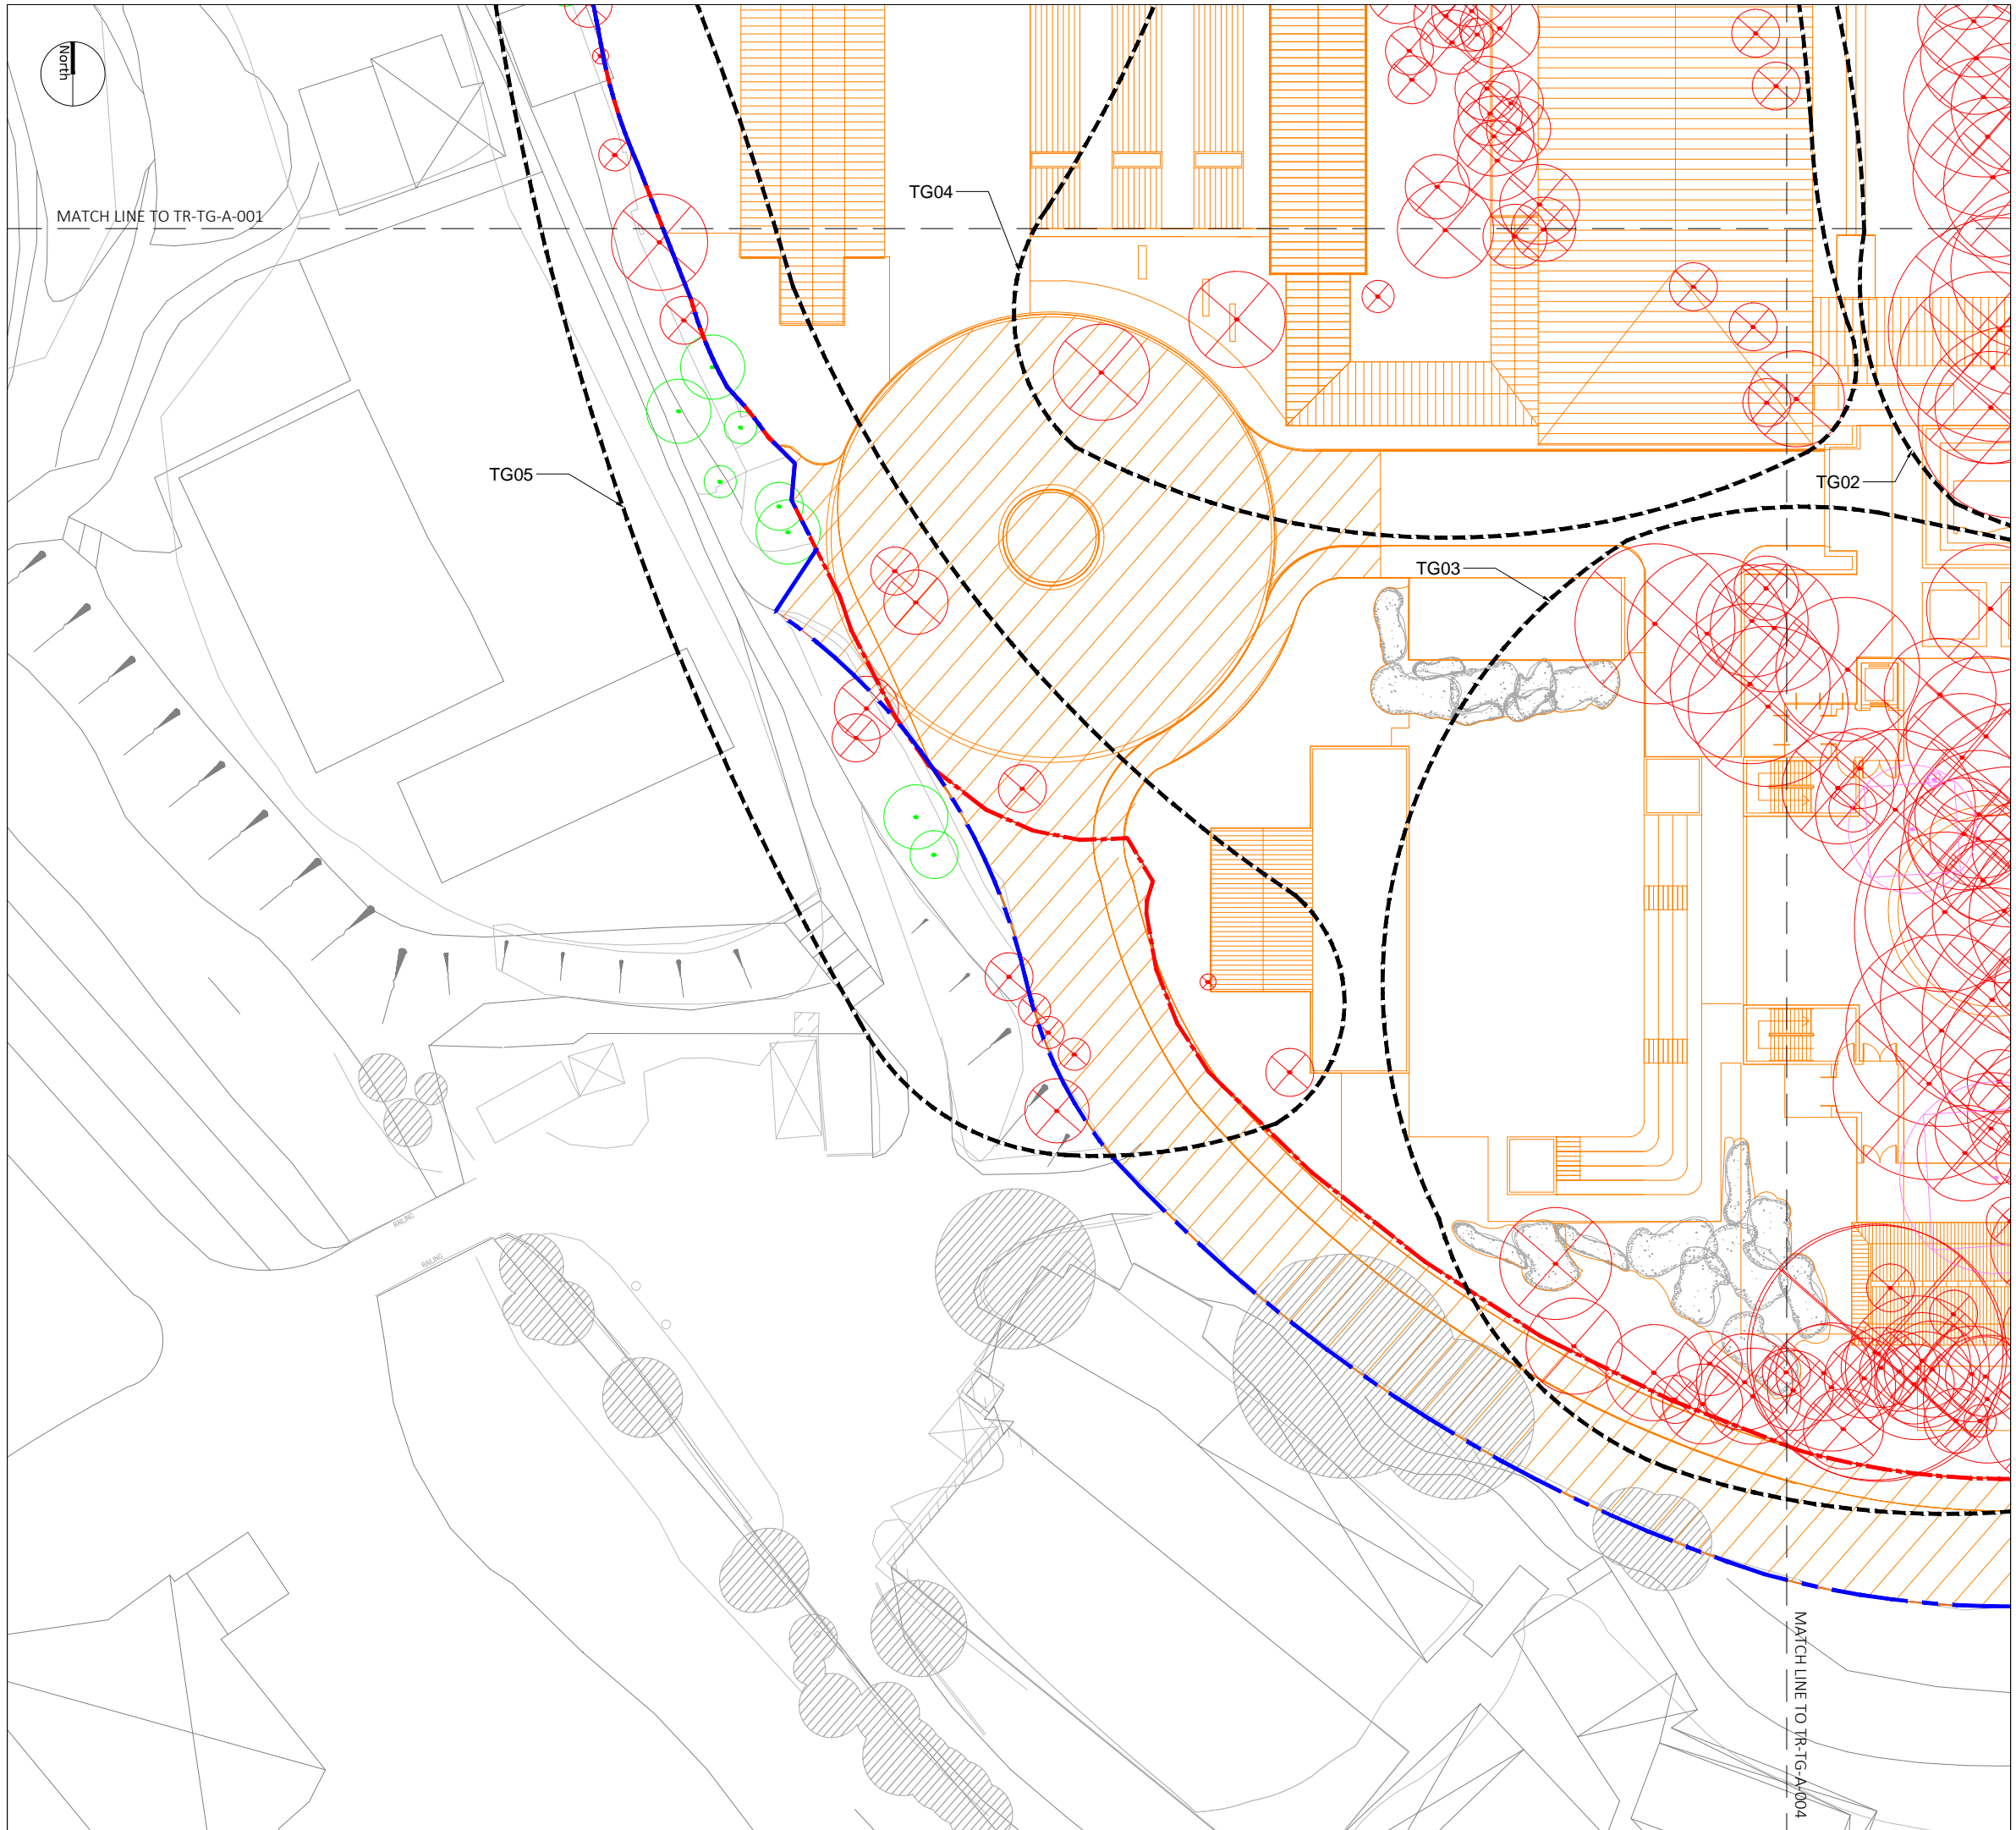 North
MATCH LINE TO TR-TG-A-001
TG04
TG05
TG02
TG03
RAILING
RAILING
MATCH LINE TO TR-TG-A-004